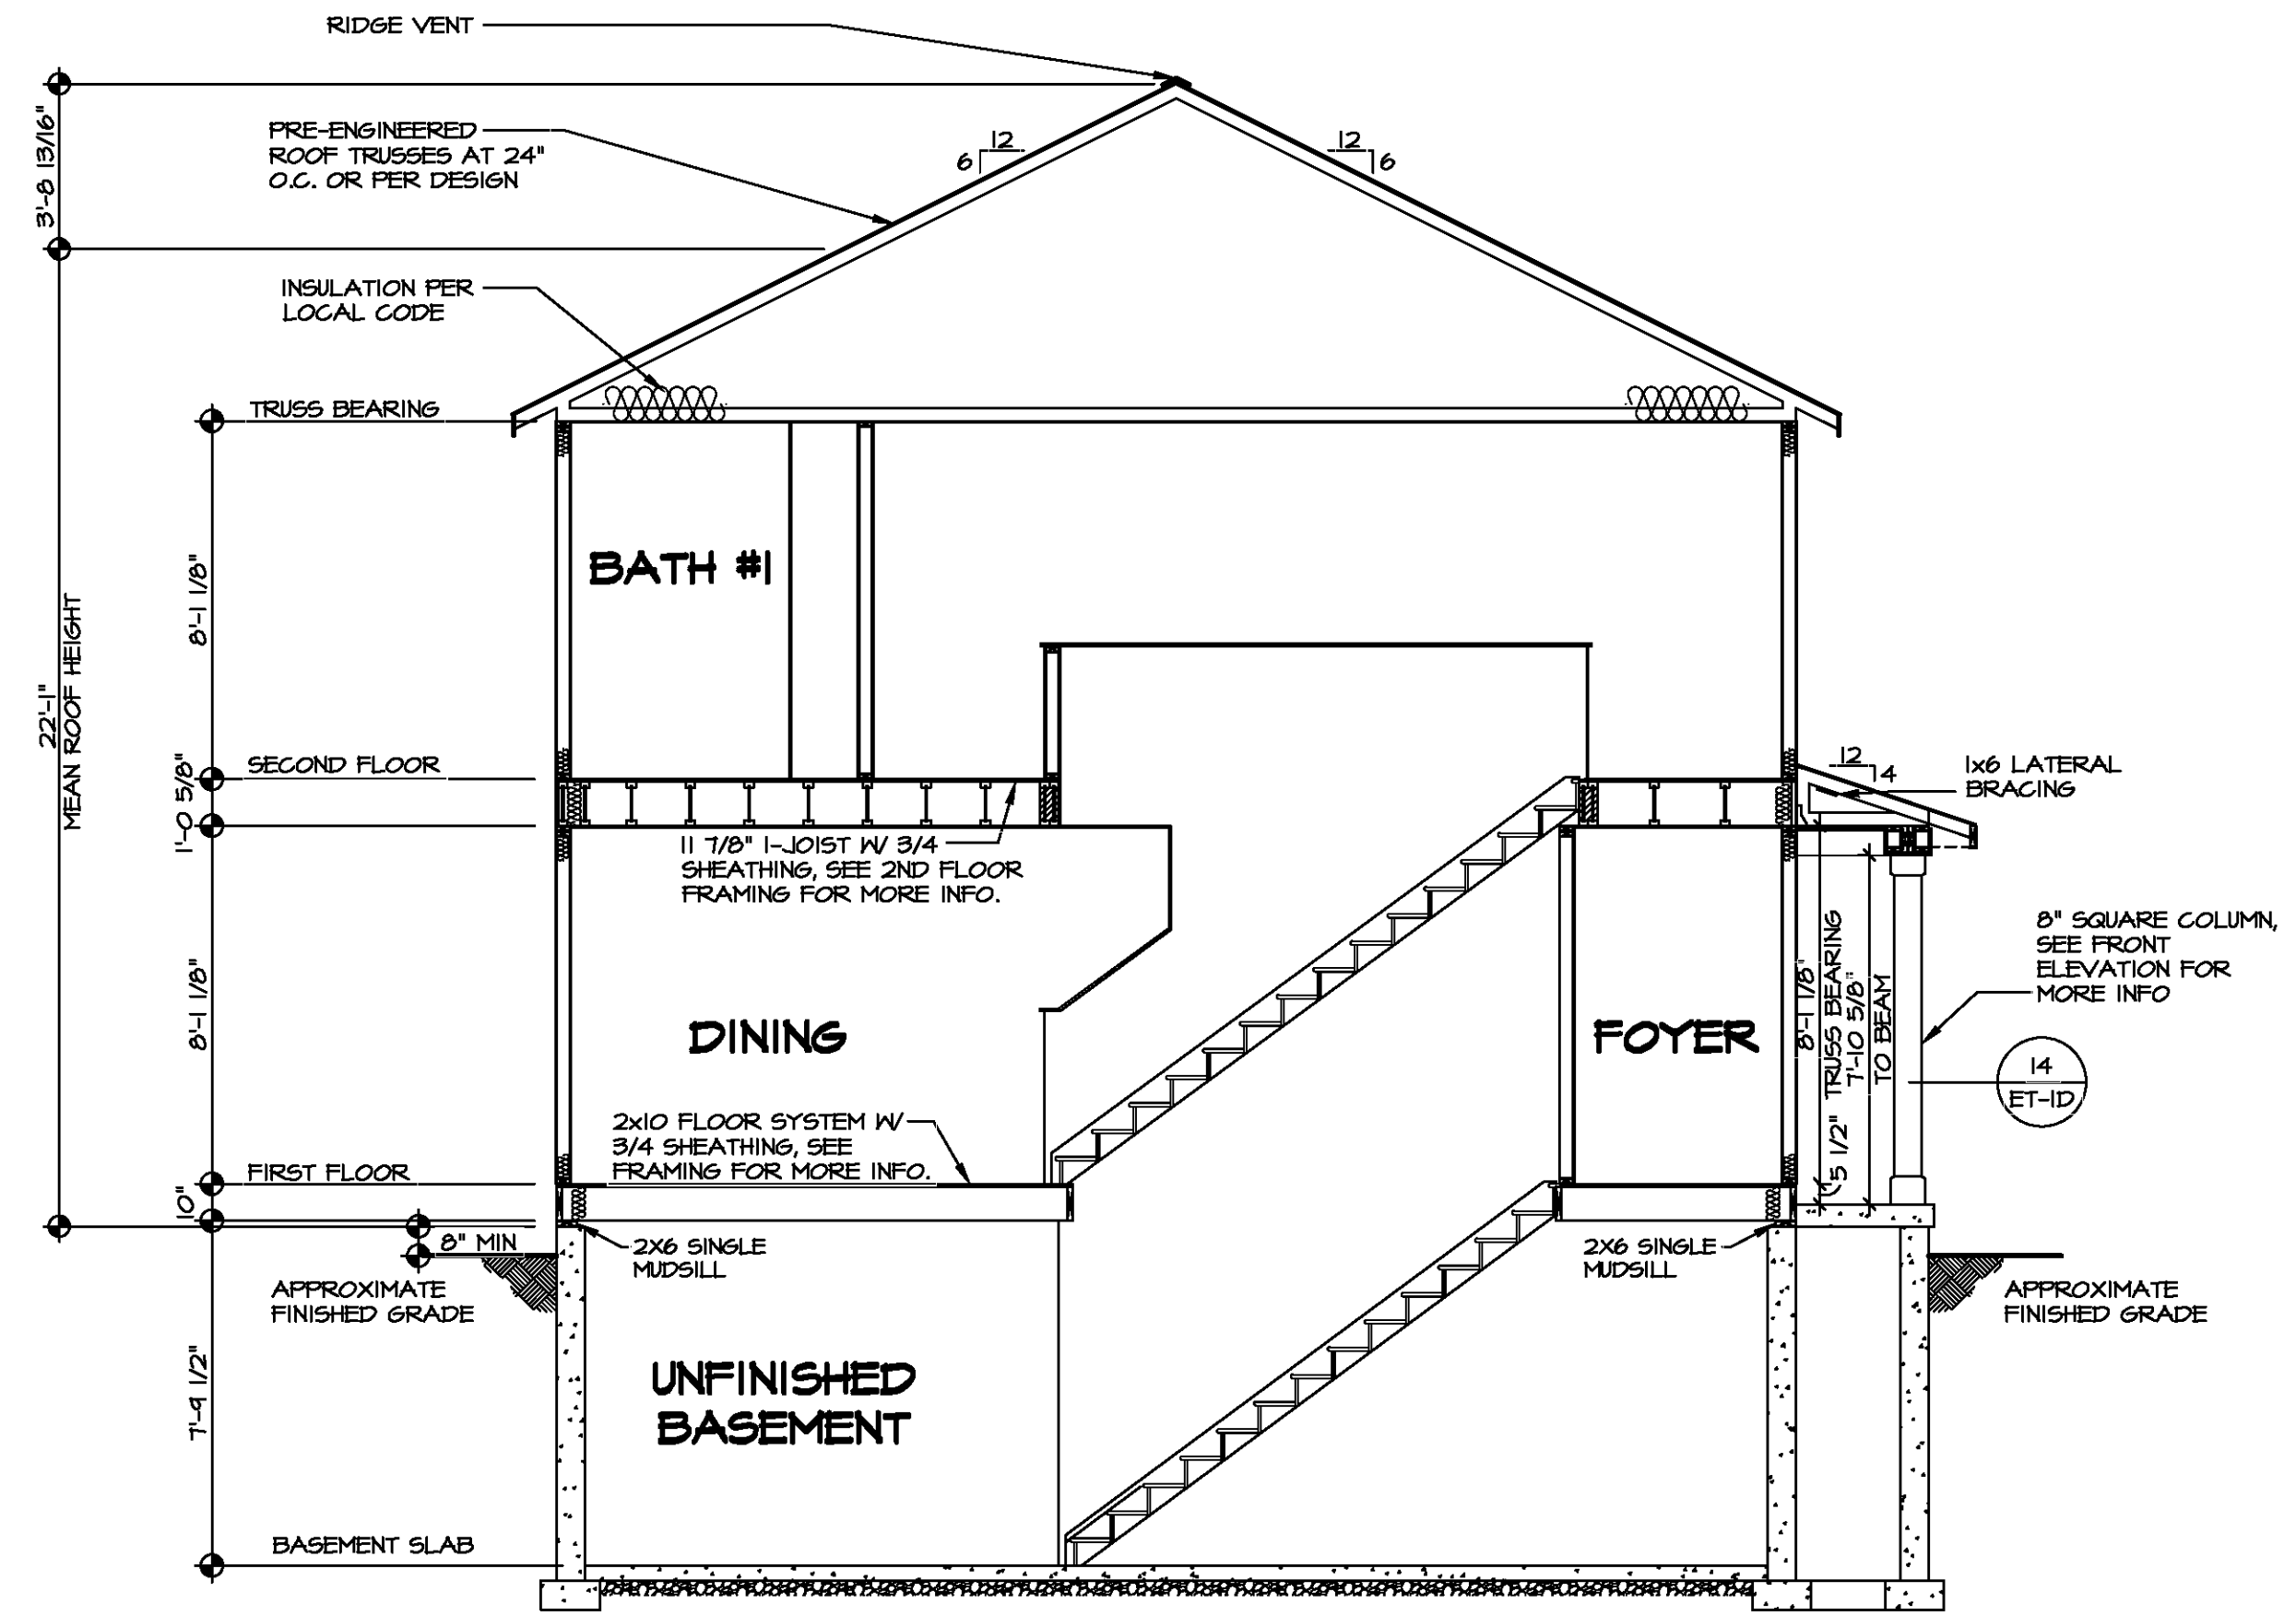 RIDGE VENT
3'-8 13/16"
PRE-ENGINEERED
ROOF TRUSSES AT 24"
O.C. OR PER DESIGN
12
6
12
6
INSULATION PER
LOCAL CODE
TRUSS BEARING
8'-1 1/8"
BATH #1
22'-1"
MEAN ROOF HEIGHT
SECOND FLOOR
1'-0 5/8"
12
4
1x6 LATERAL
BRACING
11 7/8" I-JOIST W/ 3/4
SHEATHING, SEE 2ND FLOOR
FRAMING FOR MORE INFO.
8'-1 1/8"
DINING
FOYER
8'-1 1/8"
TRUSS BEARING
7'-10 5/8"
TO BEAM
5 1/2"
8" SQUARE COLUMN,
SEE FRONT
ELEVATION FOR
MORE INFO
14
ET-1D
2x10 FLOOR SYSTEM W/
3/4 SHEATHING, SEE
FRAMING FOR MORE INFO.
FIRST FLOOR
10"
8" MIN
2X6 SINGLE
MUDSILL
2X6 SINGLE
MUDSILL
APPROXIMATE
FINISHED GRADE
APPROXIMATE
FINISHED GRADE
7'-9 1/2"
UNFINISHED
BASEMENT
BASEMENT SLAB